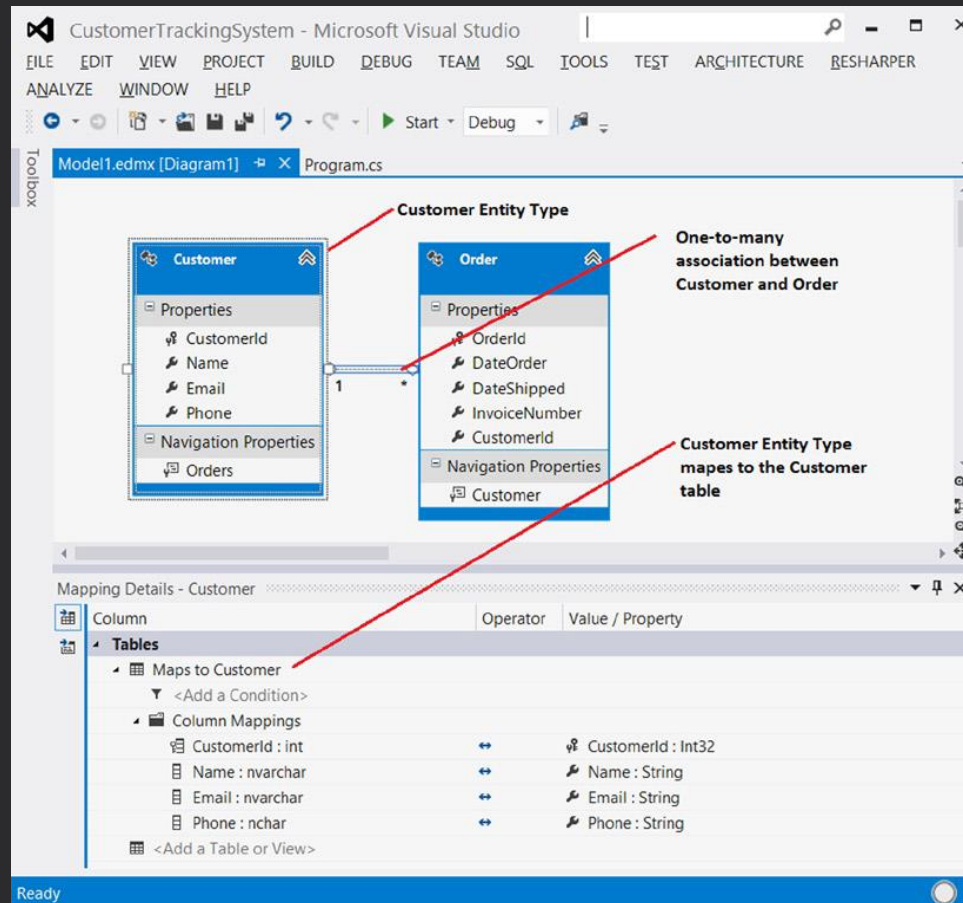 CustomerTrackingSystem - Microsoft Visual Studio
FILE EDIT VIEW PROJECT BUILD DEBUG TEAM SQL TOOLS TEST ARCHITECTURE RESHARPER
ANALYZE WINDOW HELP
Start Debug
Toolbox
Model1.edmx [Diagram1] Program.cs
Customer Entity Type
One-to-many
association between
Customer and Order
Customer
Properties
CustomerId
Name
Email
Phone
Navigation Properties
Orders
1 *
Order
Properties
OrderId
DateOrder
DateShipped
InvoiceNumber
CustomerId
Navigation Properties
Customer
Customer Entity Type
mapes to the Customer
table
Mapping Details - Customer
Column Operator Value / Property
Tables
Maps to Customer
<Add a Condition>
Column Mappings
CustomerId : int CustomerId : Int32
Name : nvarchar Name : String
Email : nvarchar Email : String
Phone : nchar Phone : String
<Add a Table or View>
Ready